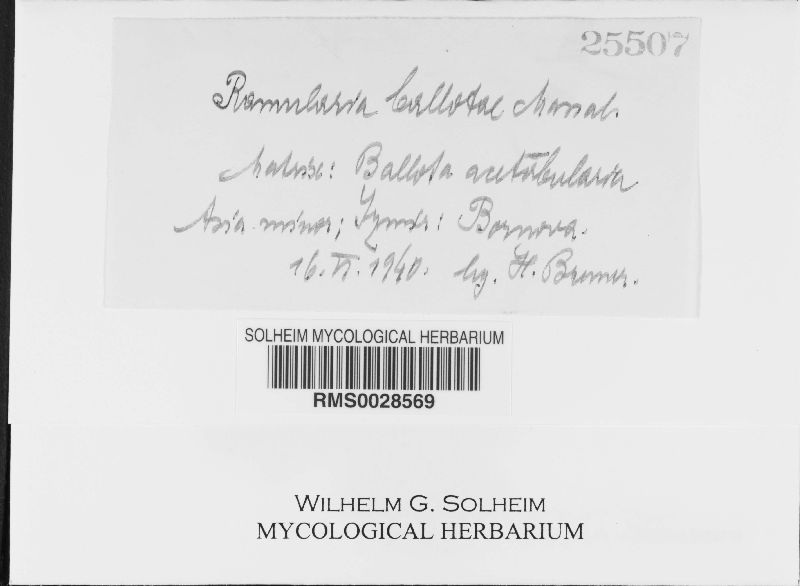 25507
Ramularia ballotae Massal.
Matrix: Ballota acetabularia
Asia minor; Izmir: Bornova.
16. VI. 1940. leg. H. Bremer.
SOLHEIM MYCOLOGICAL HERBARIUM
RMS0028569
WILHELM G. SOLHEIM
MYCOLOGICAL HERBARIUM